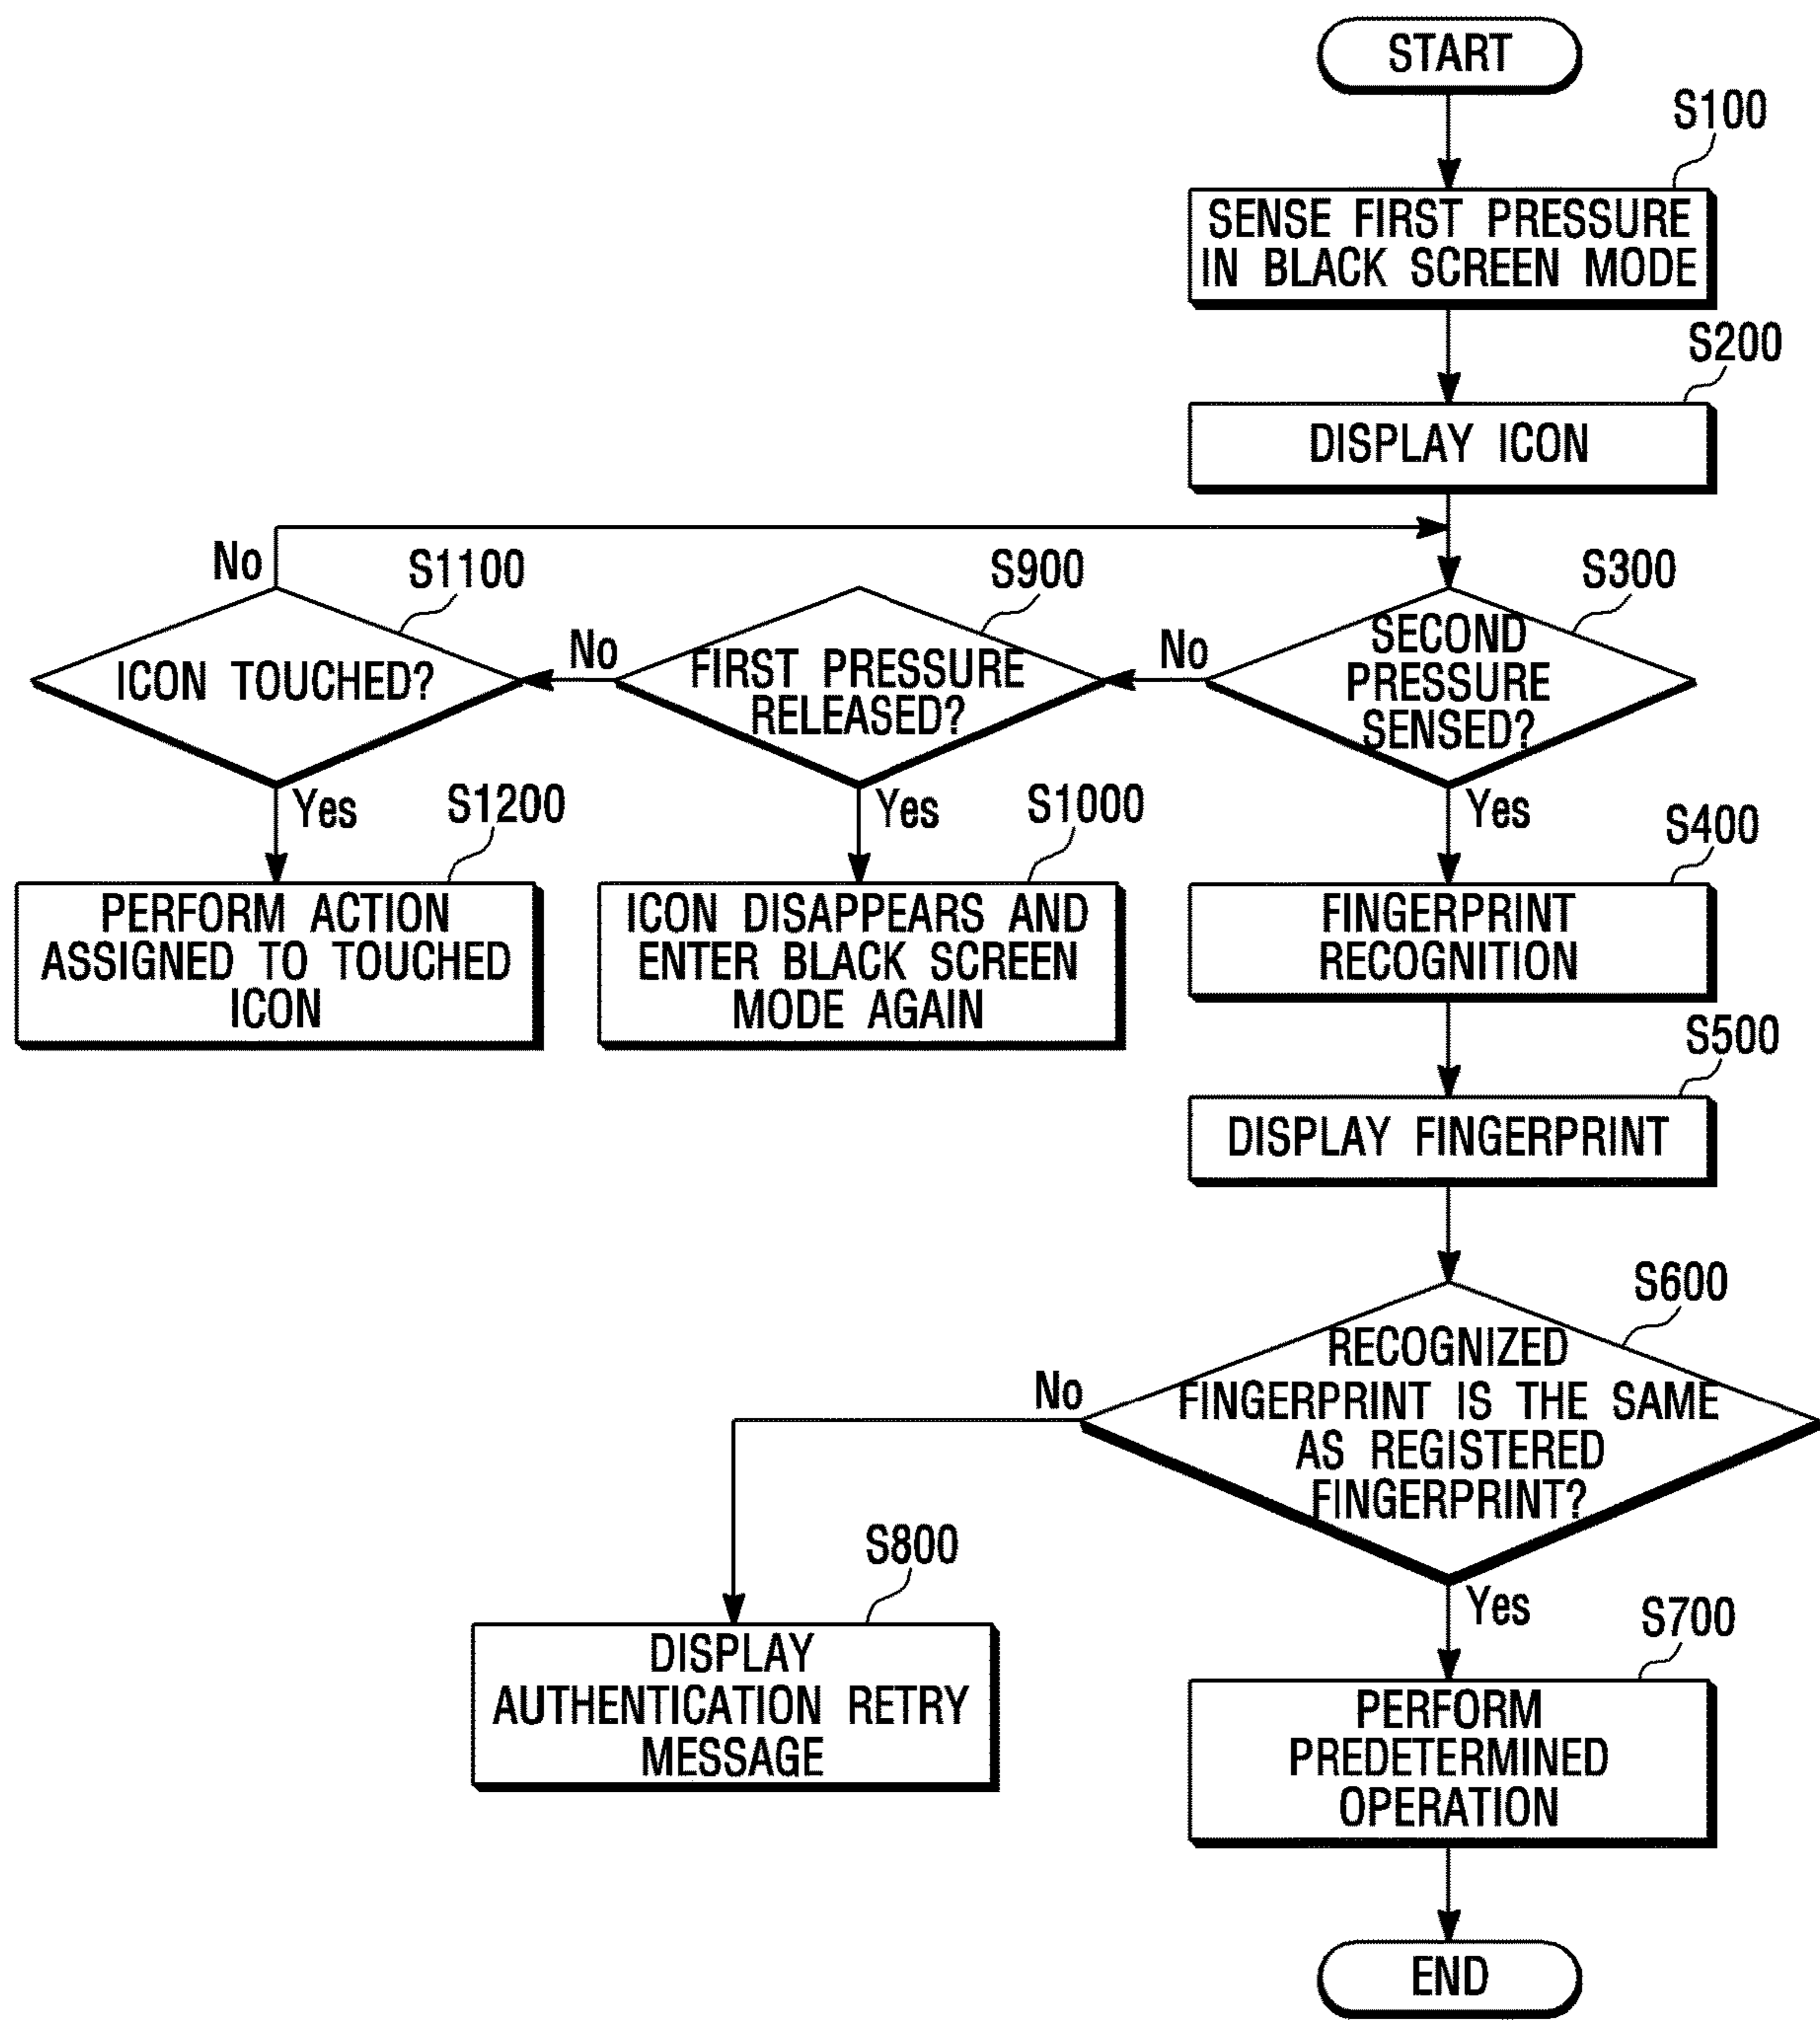 START
S100
SENSE FIRST PRESSURE
IN BLACK SCREEN MODE
S200
DISPLAY ICON
No
S1100
ICON TOUCHED?
No
S900
FIRST PRESSURE
RELEASED?
No
S300
SECOND
PRESSURE
SENSED?
Yes
S1200
PERFORM ACTION
ASSIGNED TO TOUCHED
ICON
Yes
S1000
ICON DISAPPEARS AND
ENTER BLACK SCREEN
MODE AGAIN
Yes
S400
FINGERPRINT
RECOGNITION
S500
DISPLAY FINGERPRINT
S600
RECOGNIZED
FINGERPRINT IS THE SAME
AS REGISTERED
FINGERPRINT?
No
S800
DISPLAY
AUTHENTICATION RETRY
MESSAGE
Yes
S700
PERFORM
PREDETERMINED
OPERATION
END